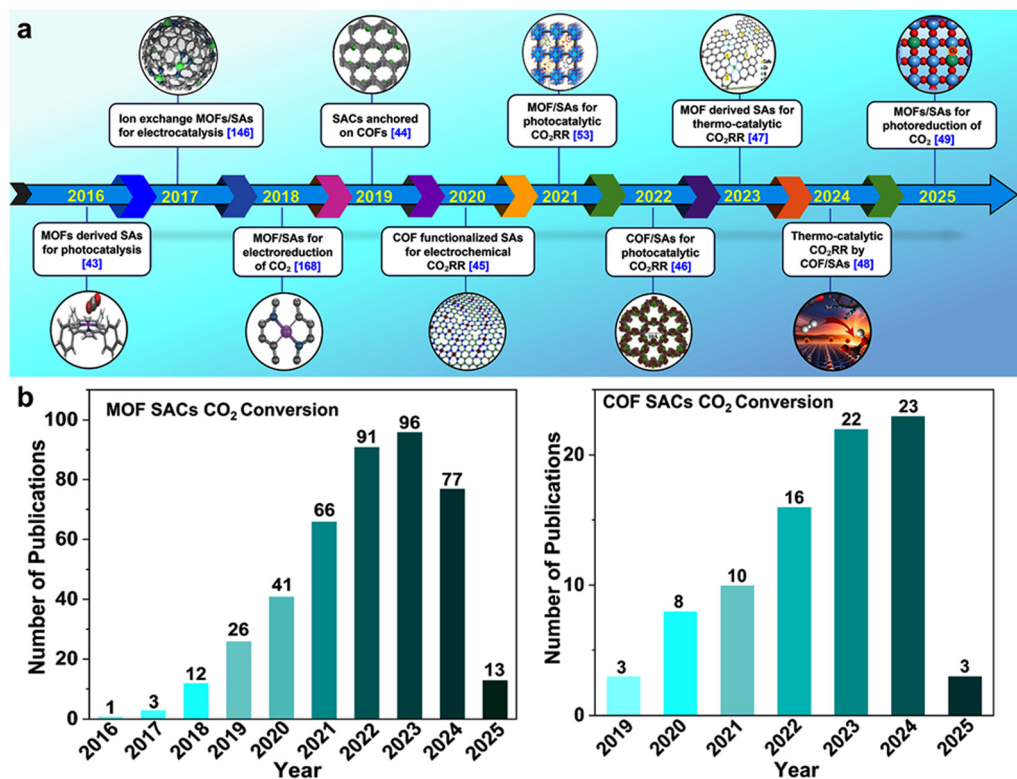 a
Ion exchange MOFs/SAs
for electrocatalysis [146]
SACs anchored
on COFs [44]
MOF/SAs for
photocatalytic
CO₂RR [53]
MOF derived SAs for
thermo-catalytic
CO₂RR [47]
MOFs/SAs for
photoreduction of
CO₂ [49]
2016 2017 2018 2019 2020 2021 2022 2023 2024 2025
MOFs derived SAs
for photocatalysis
[43]
MOF/SAs for
electroreduction
of CO₂ [168]
COF functionalized SAs
for electrochemical
CO₂RR [45]
COF/SAs for
photocatalytic
CO₂RR [46]
Thermo-catalytic
CO₂RR by
COF/SAs [48]
b
MOF SACs CO₂ Conversion
Number of Publications
100
80
60
40
20
0
1 3 12 26 41 66 91 96 77 13
2016 2017 2018 2019 2020 2021 2022 2023 2024 2025
Year
COF SACs CO₂ Conversion
Number of Publications
20
10
0
3 8 10 16 22 23 3
2019 2020 2021 2022 2023 2024 2025
Year